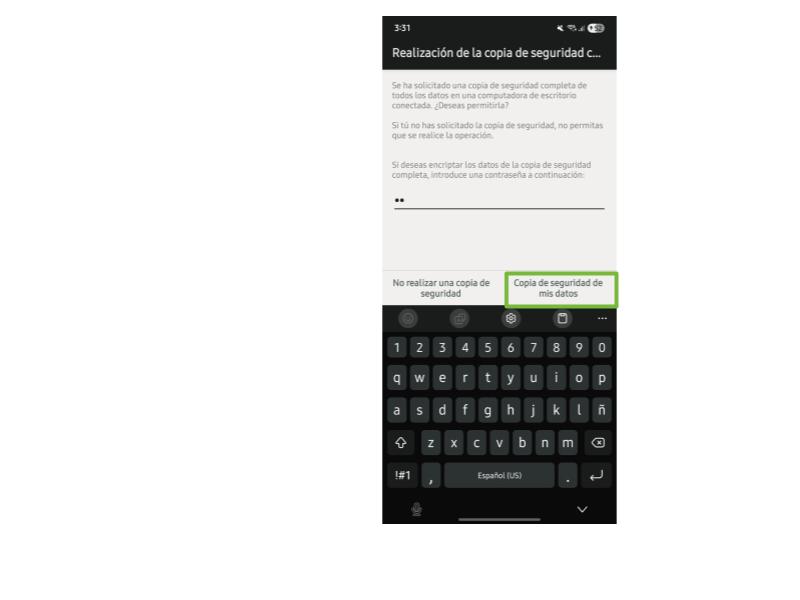 3:31
52
Realización de la copia de seguridad c...
Se ha solicitado una copia de seguridad completa de
todos los datos en una computadora de escritorio
conectada. ¿Deseas permitirla?
Si tú no has solicitado la copia de seguridad, no permitas
que se realice la operación.
Si deseas encriptar los datos de la copia de seguridad
completa, introduce una contraseña a continuación:
••
No realizar una copia de
seguridad
Copia de seguridad de
mis datos
1 2 3 4 5 6 7 8 9 0
q w e r t y u i o p
a s d f g h j k l ñ
z x c v b n m
!#1 , Español (US) .